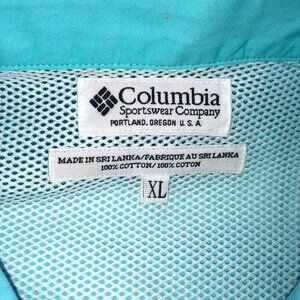 Columbia
Sportswear Company
PORTLAND, OREGON U.S.A
MADE IN SRI LANKA/FABRIQUE AU SRI LANKA
100% COTTON/100% COTON
XL